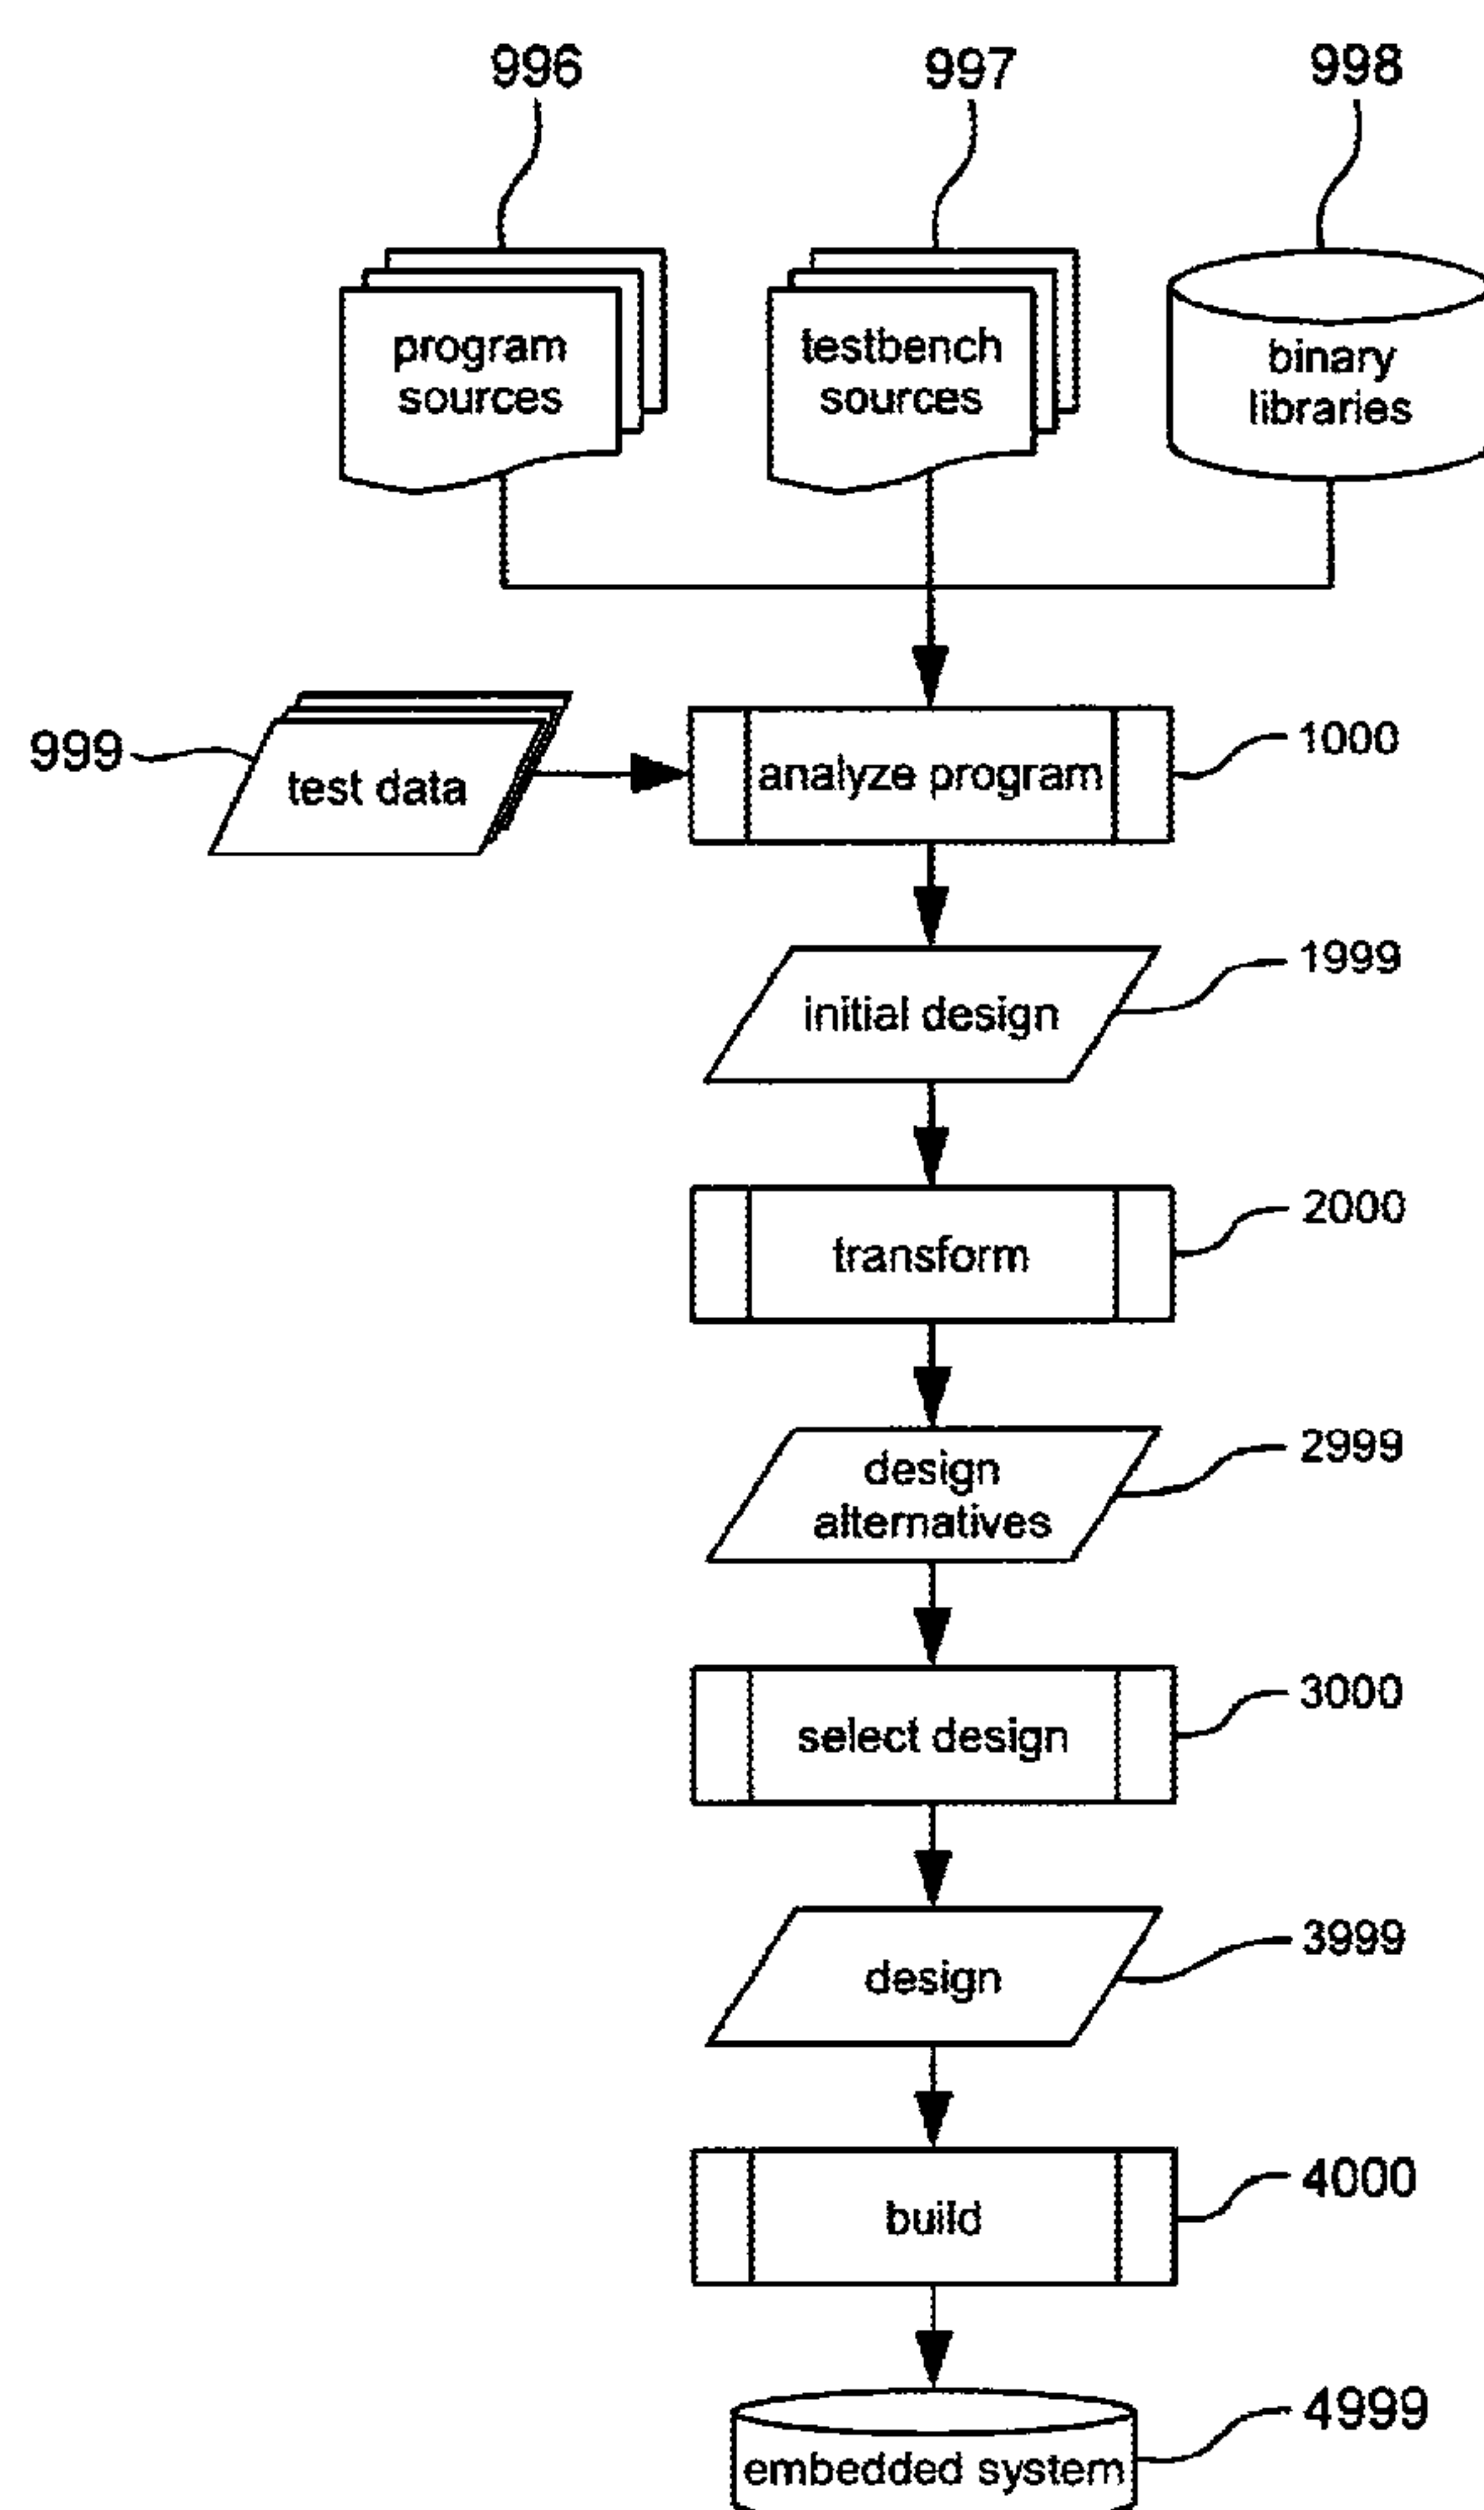 996
997
998
program
sources
testbench
sources
binary
libraries
999
test data
analyze program
1000
initial design
1999
transform
2000
design
alternatives
2999
select design
3000
design
3999
build
4000
embedded system
4999